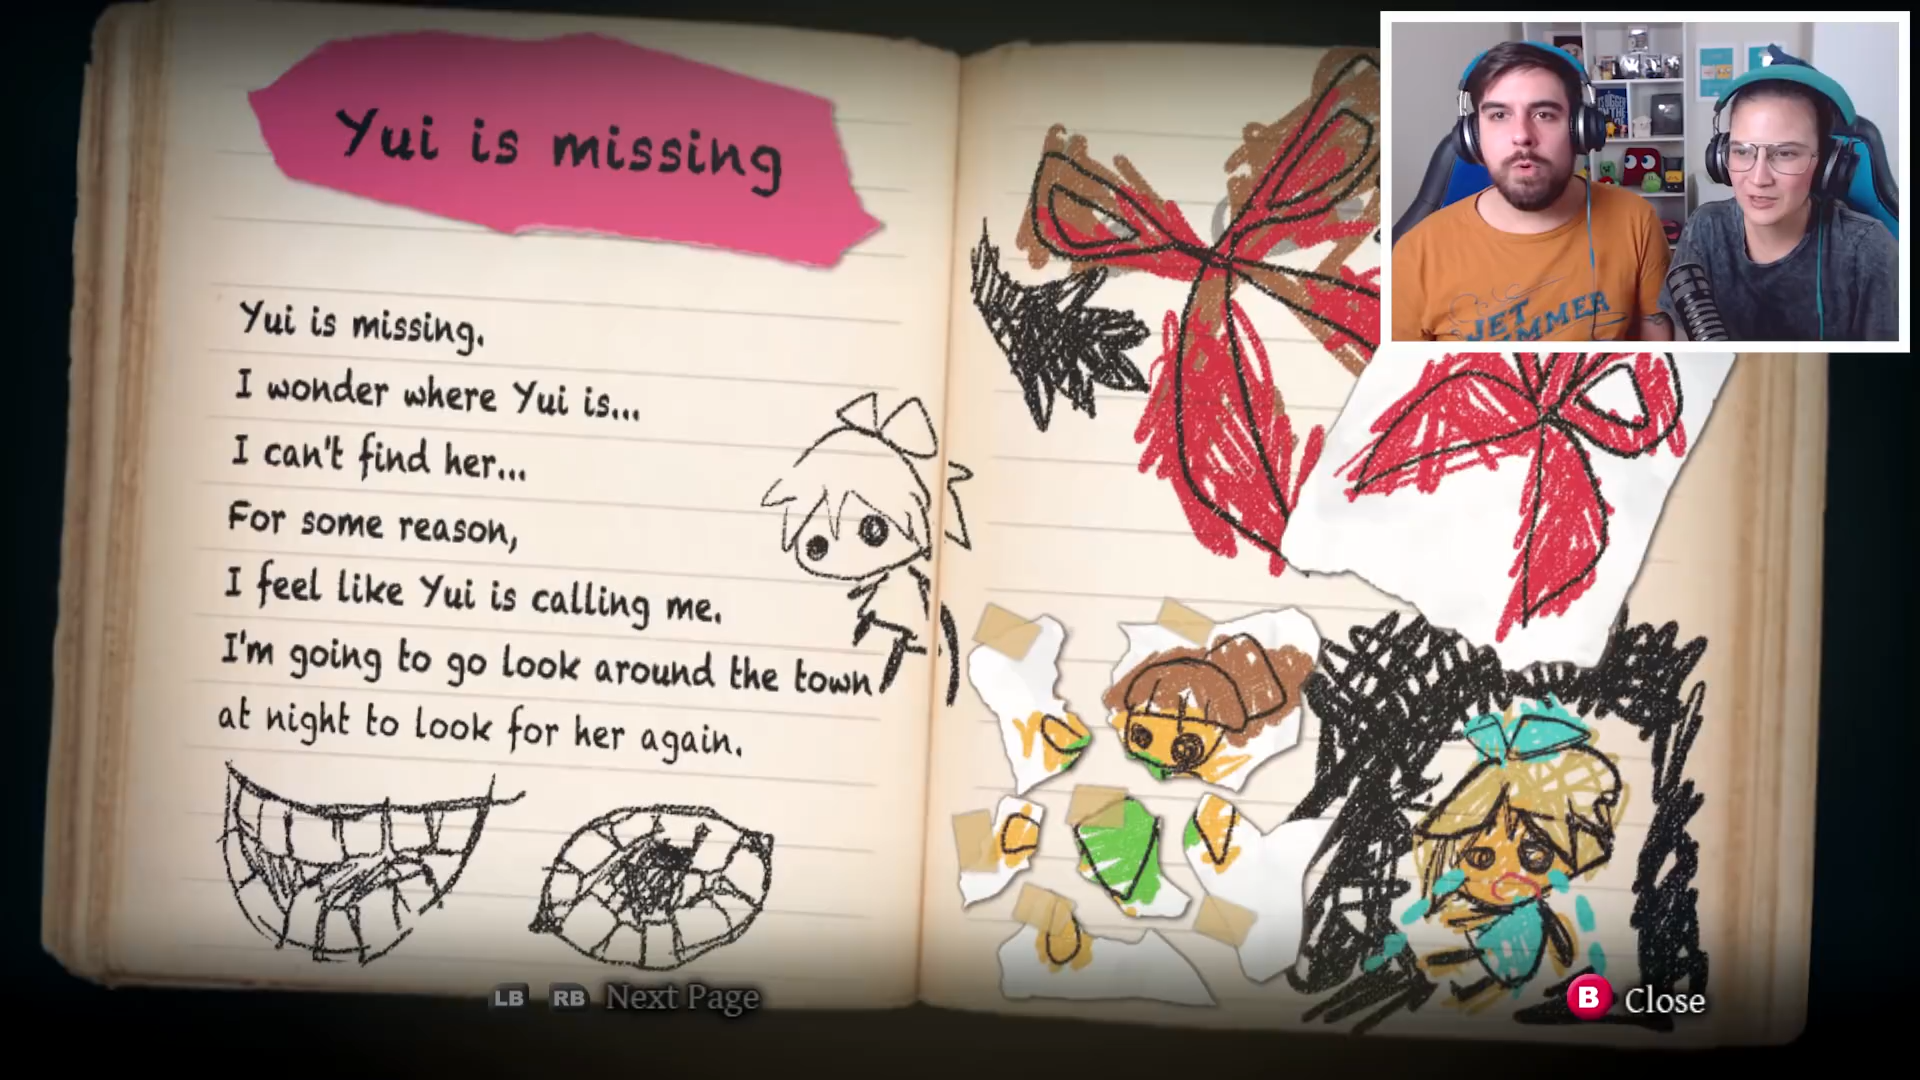 Yui is missing
Yui is missing.
I wonder where Yui is...
I can't find her...
For some reason,
I feel like Yui is calling me.
I'm going to go look around the town
at night to look for her again.
LB RB Next Page
B Close
JET